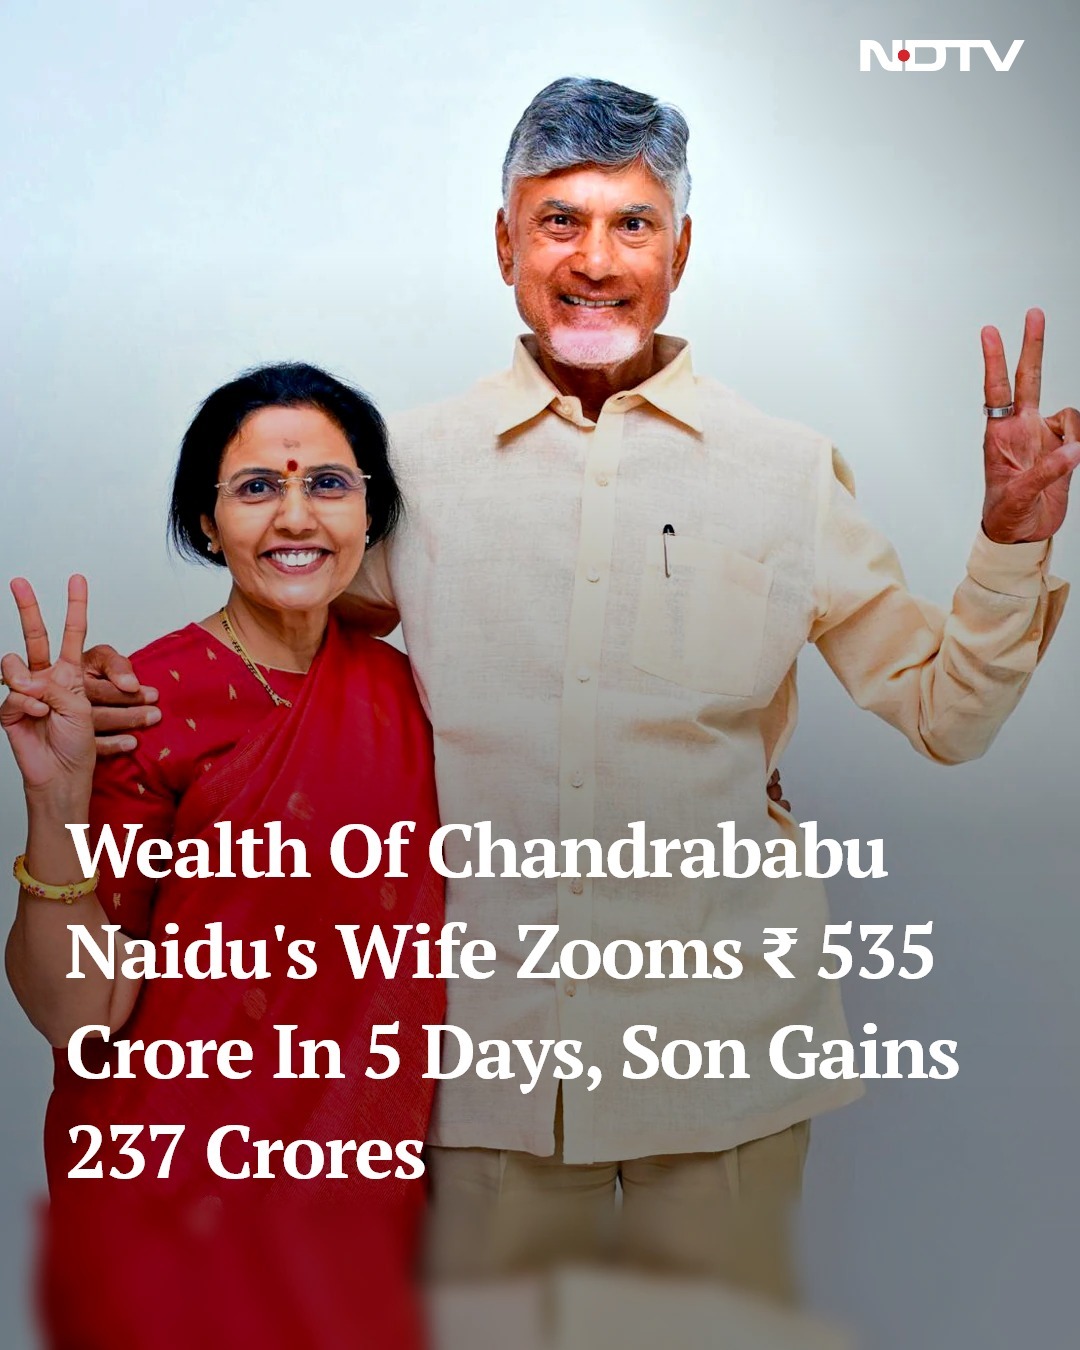 NDTV
Wealth Of Chandrababu
Naidu's Wife Zooms ₹ 535
Crore In 5 Days, Son Gains
237 Crores